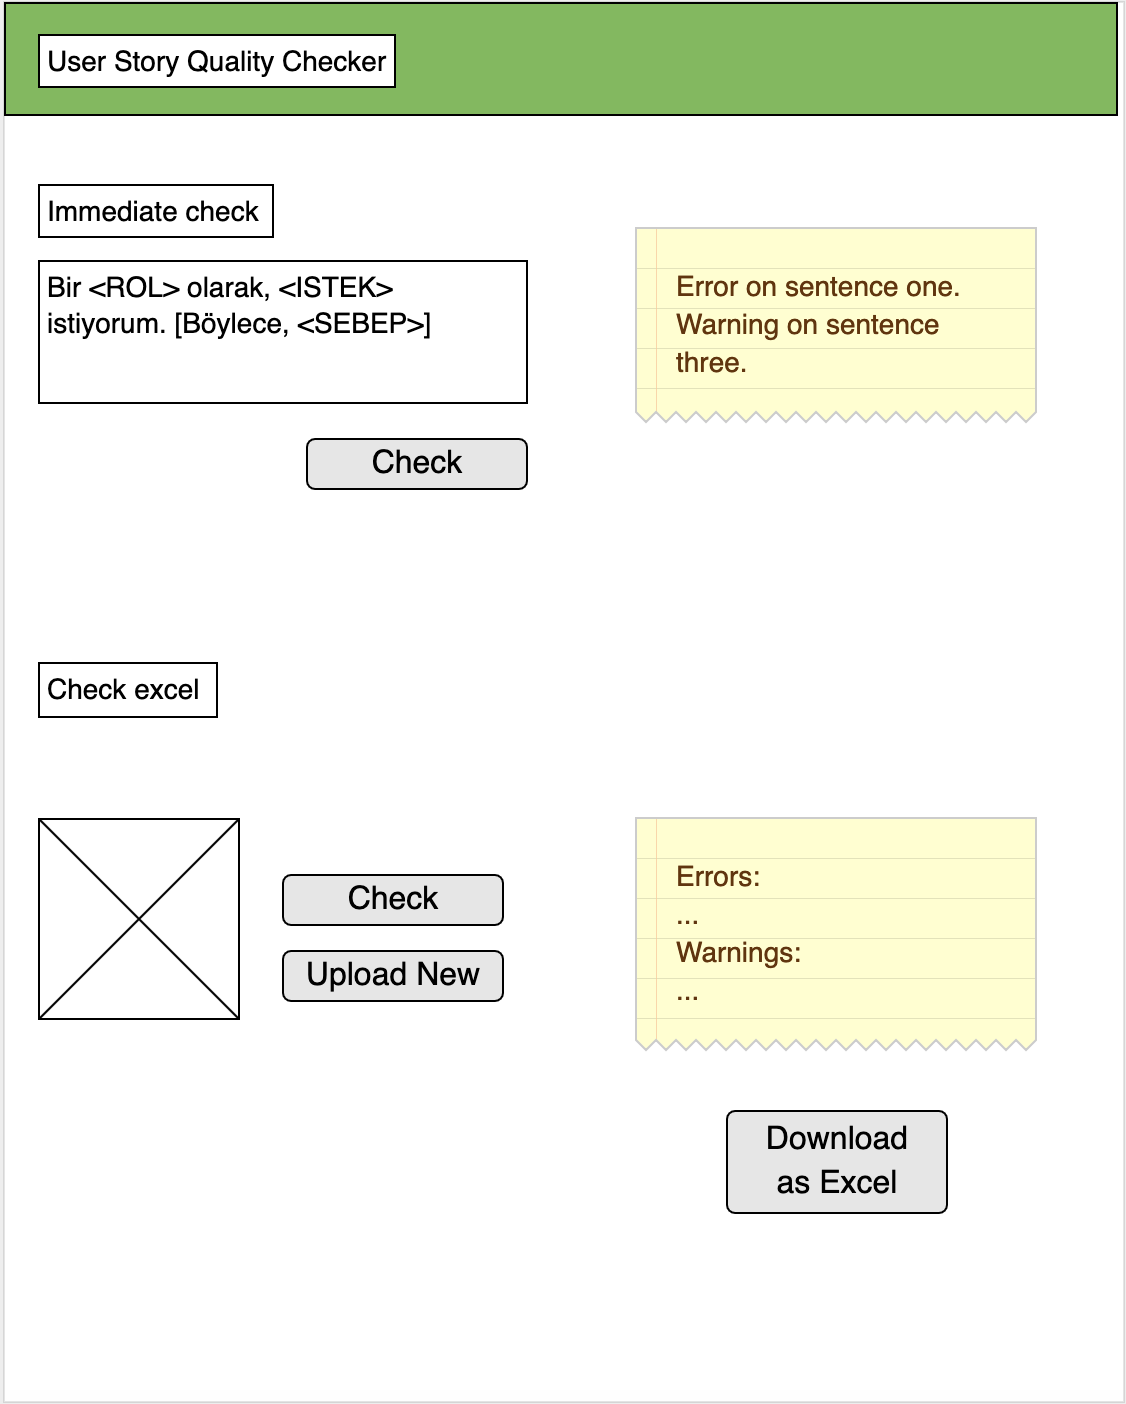 User Story Quality Checker
Immediate check
Bir <ROL> olarak, <ISTEK>
istiyorum. [Böylece, <SEBEP>]
Check
Error on sentence one.
Warning on sentence
three.
Check excel
Check
Upload New
Errors:
...
Warnings:
...
Download
as Excel